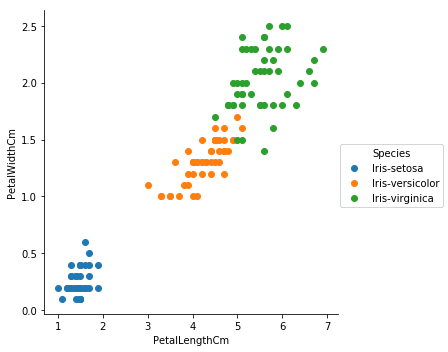 2.5
2.0
1.5
1.0
0.5
0.0
PetalWidthCm
1 2 3 4 5 6 7
PetalLengthCm
Species
Iris-setosa
Iris-versicolor
Iris-virginica